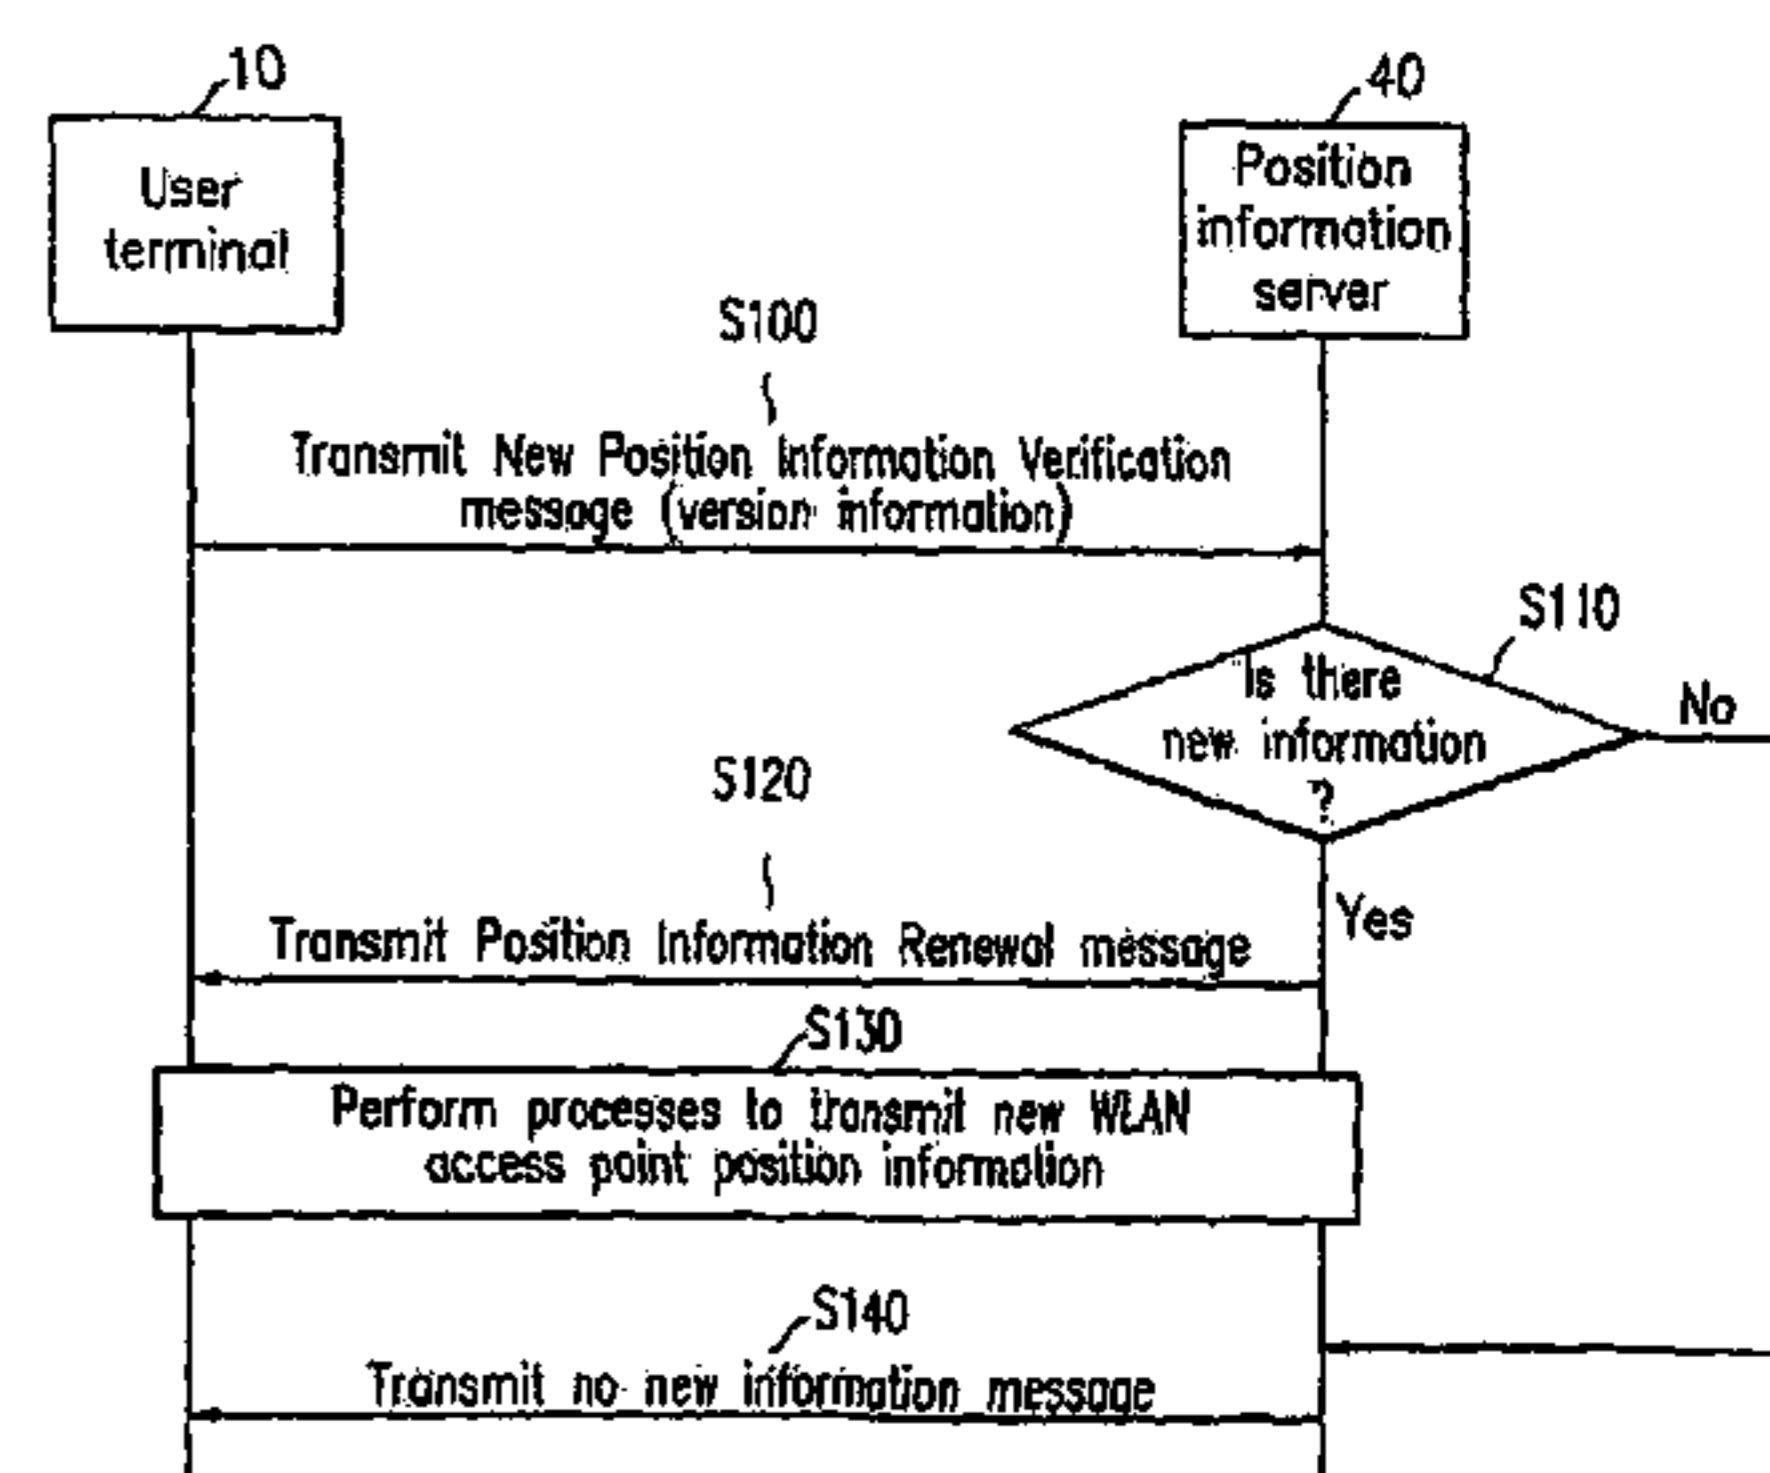 10
40
User
terminal
Position
information
server
S100
Transmit New Position Information Verification
message (version information)
S110
Is there
new information
?
No
S120
Yes
Transmit Position Information Renewal message
S130
Perform processes to transmit new WLAN
access point position information
S140
Transmit no new information message